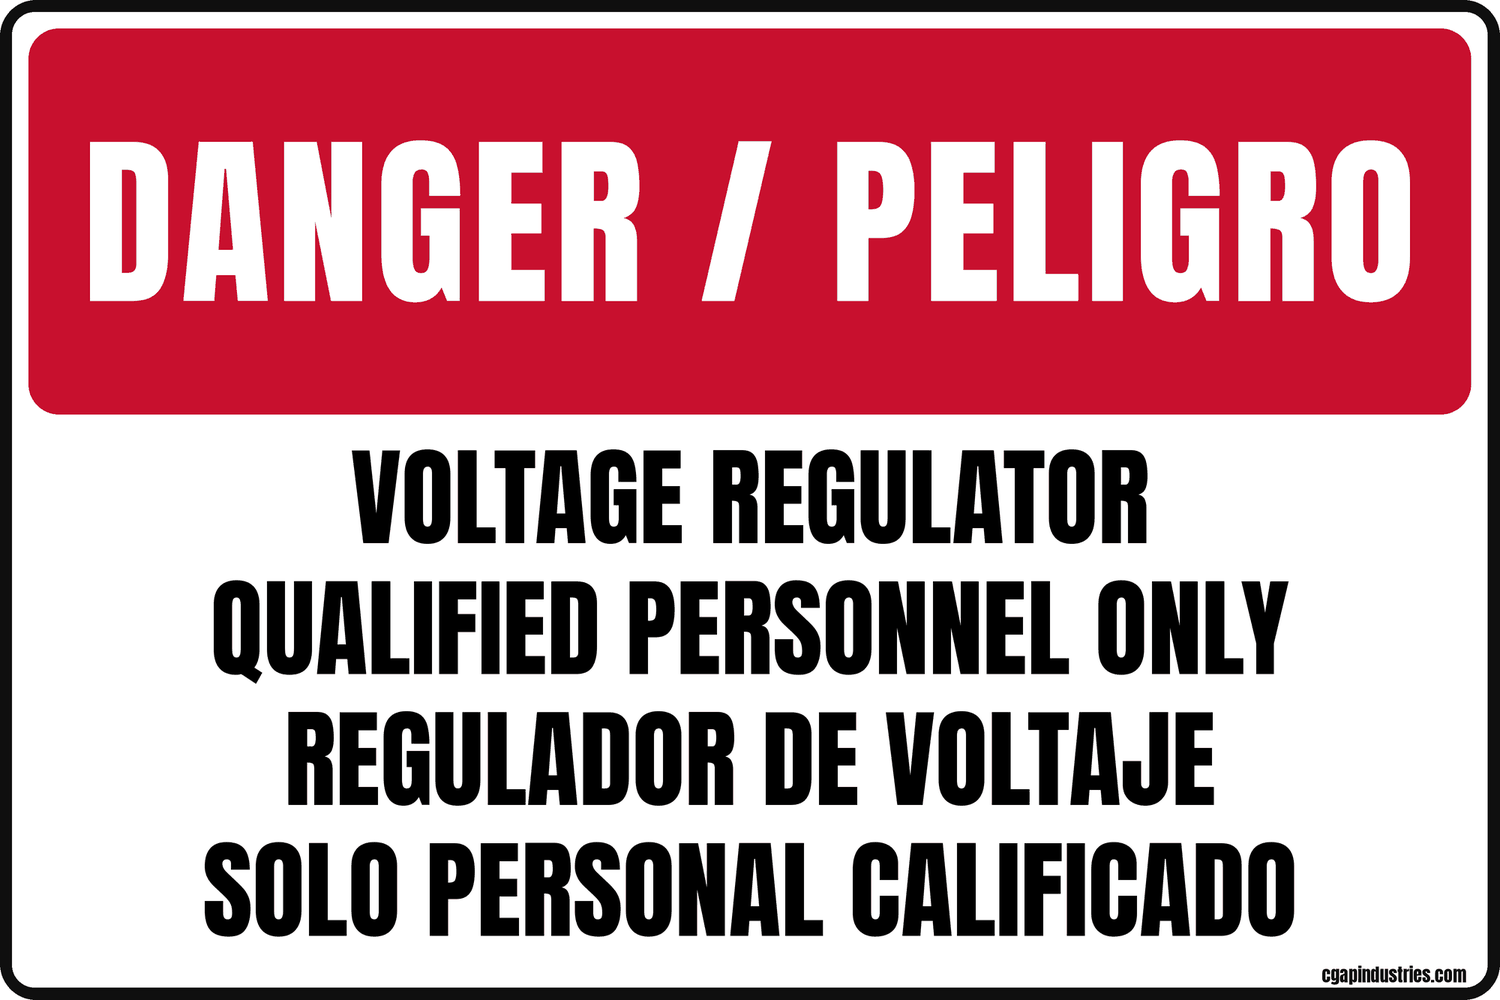 DANGER / PELIGRO
VOLTAGE REGULATOR
QUALIFIED PERSONNEL ONLY
REGULADOR DE VOLTAJE
SOLO PERSONAL CALIFICADO
cgapindustries.com